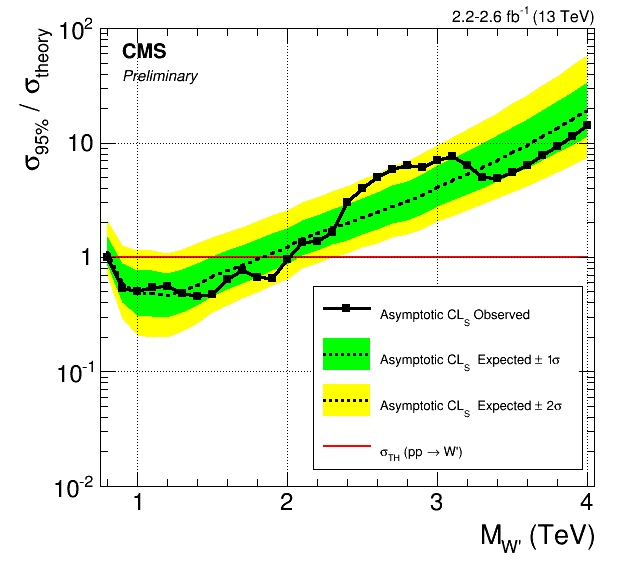 2.2-2.6 fb⁻¹ (13 TeV)
CMS
Preliminary
σ95% / σtheory
10²
10
1
10⁻¹
10⁻²
Asymptotic CLS Observed
Asymptotic CLS Expected ± 1σ
Asymptotic CLS Expected ± 2σ
σTH (pp → W')
1 2 3 4
MW' (TeV)